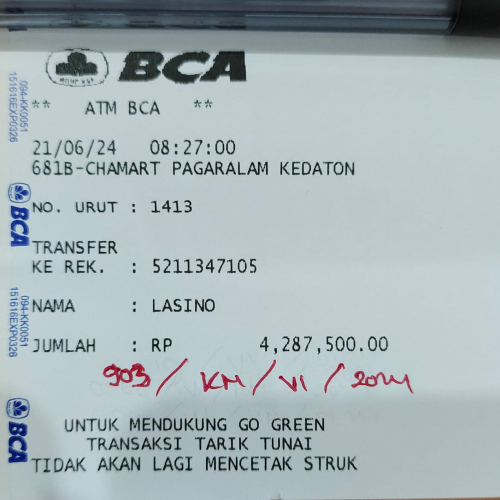 BCA
** ATM BCA **
21/06/24 08:27:00
681B-CHAMART PAGARALAM KEDATON
NO. URUT : 1413
TRANSFER
KE REK. : 5211347105
NAMA : LASINO
JUMLAH : RP 4,287,500.00
903 / KM / VI / 2024
UNTUK MENDUKUNG GO GREEN
TRANSAKSI TARIK TUNAI
TIDAK AKAN LAGI MENCETAK STRUK
094-KK0051
151616EXP0326
BCA
094-KK0051
151616EXP0326
BCA